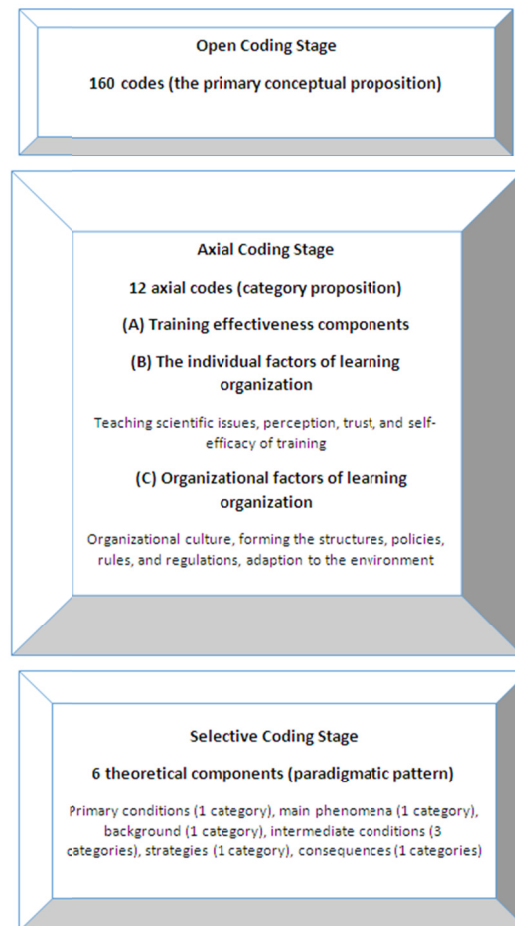 Open Coding Stage
160 codes (the primary conceptual proposition)
Axial Coding Stage
12 axial codes (category proposition)
(A) Training effectiveness components
(B) The individual factors of learning
organization
Teaching scientific issues, perception, trust, and self-
efficacy of training
(C) Organizational factors of learning
organization
Organizational culture, forming the structures, policies,
rules, and regulations, adaption to the environment
Selective Coding Stage
6 theoretical components (paradigmatic pattern)
Primary conditions (1 category), main phenomena (1 category),
background (1 category), intermediate conditions (3
categories), strategies (1 category), consequences (1 categories)